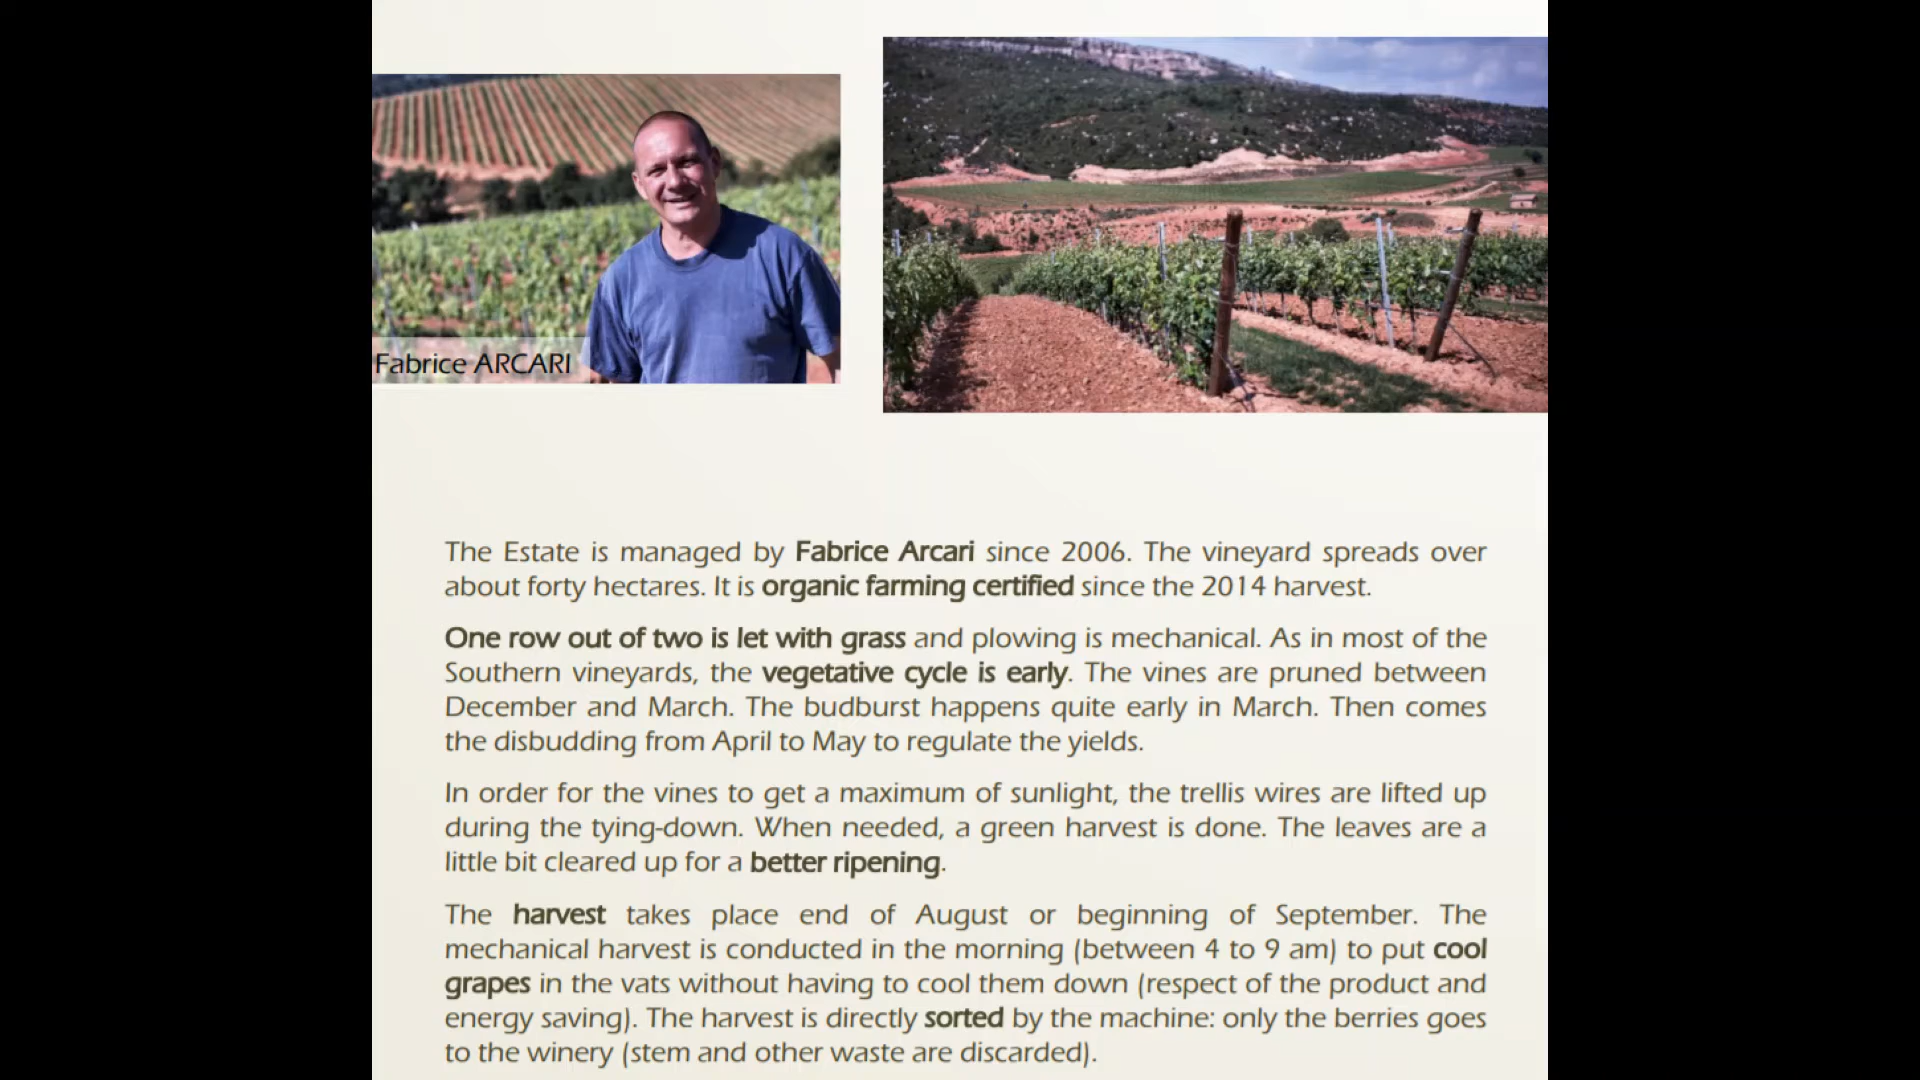 Fabrice ARCARI
The Estate is managed by Fabrice Arcari since 2006. The vineyard spreads over
about forty hectares. It is organic farming certified since the 2014 harvest.
One row out of two is let with grass and plowing is mechanical. As in most of the
Southern vineyards, the vegetative cycle is early. The vines are pruned between
December and March. The budburst happens quite early in March. Then comes
the disbudding from April to May to regulate the yields.
In order for the vines to get a maximum of sunlight, the trellis wires are lifted up
during the tying-down. When needed, a green harvest is done. The leaves are a
little bit cleared up for a better ripening.
The harvest takes place end of August or beginning of September. The
mechanical harvest is conducted in the morning (between 4 to 9 am) to put cool
grapes in the vats without having to cool them down (respect of the product and
energy saving). The harvest is directly sorted by the machine: only the berries goes
to the winery (stem and other waste are discarded).